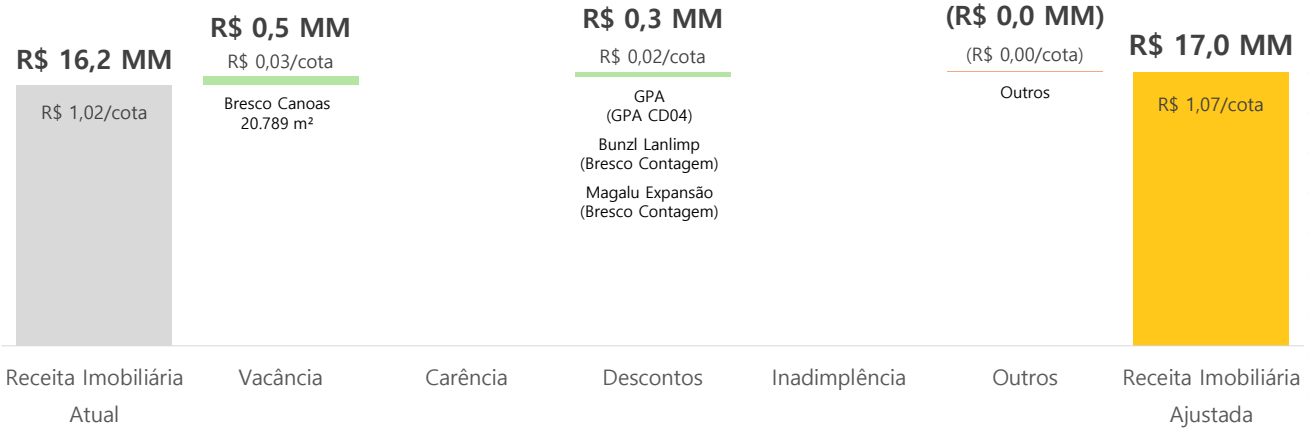 R$ 16,2 MM
R$ 1,02/cota
R$ 0,5 MM
R$ 0,03/cota
Bresco Canoas
20.789 m²
R$ 0,3 MM
R$ 0,02/cota
GPA
(GPA CD04)
Bunzl Lanlimp
(Bresco Contagem)
Magalu Expansão
(Bresco Contagem)
(R$ 0,0 MM)
(R$ 0,00/cota)
Outros
R$ 17,0 MM
R$ 1,07/cota
Receita Imobiliária
Atual
Vacância
Carência
Descontos
Inadimplência
Outros
Receita Imobiliária
Ajustada